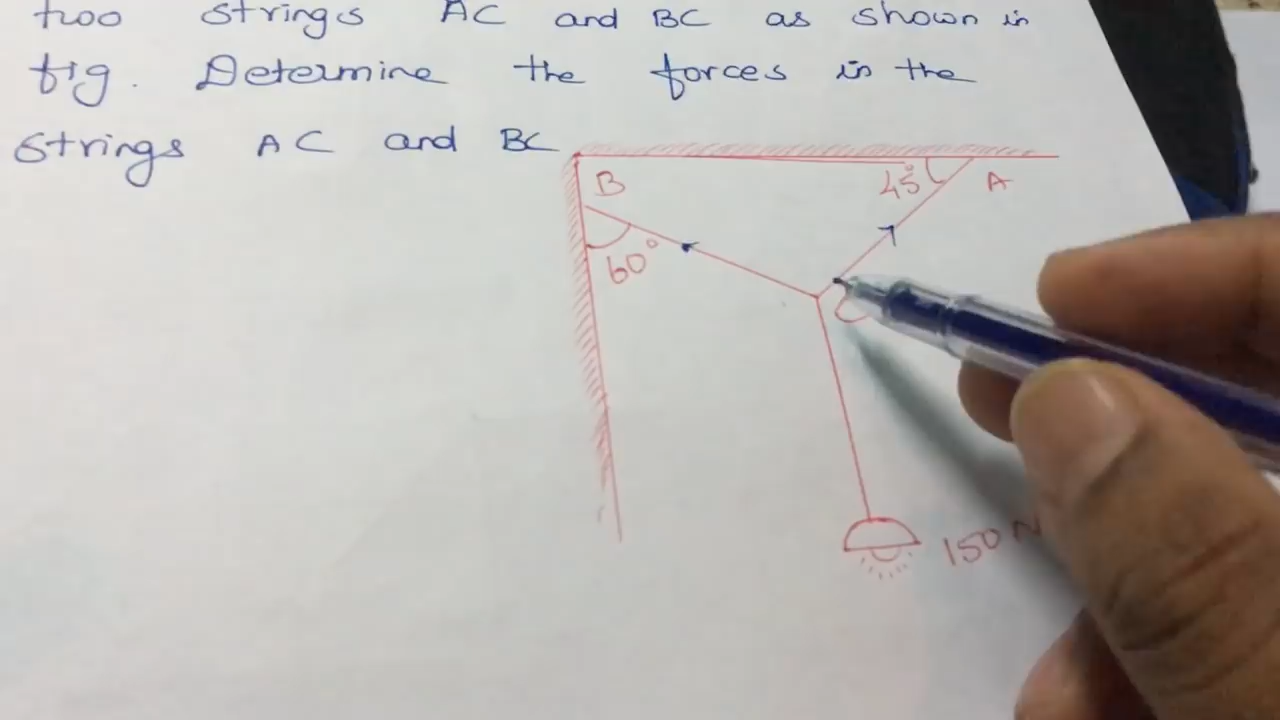 two strings AC and BC as shown in
fig. Determine the forces in the
strings AC and BC
B
45°
A
60°
C
150 N